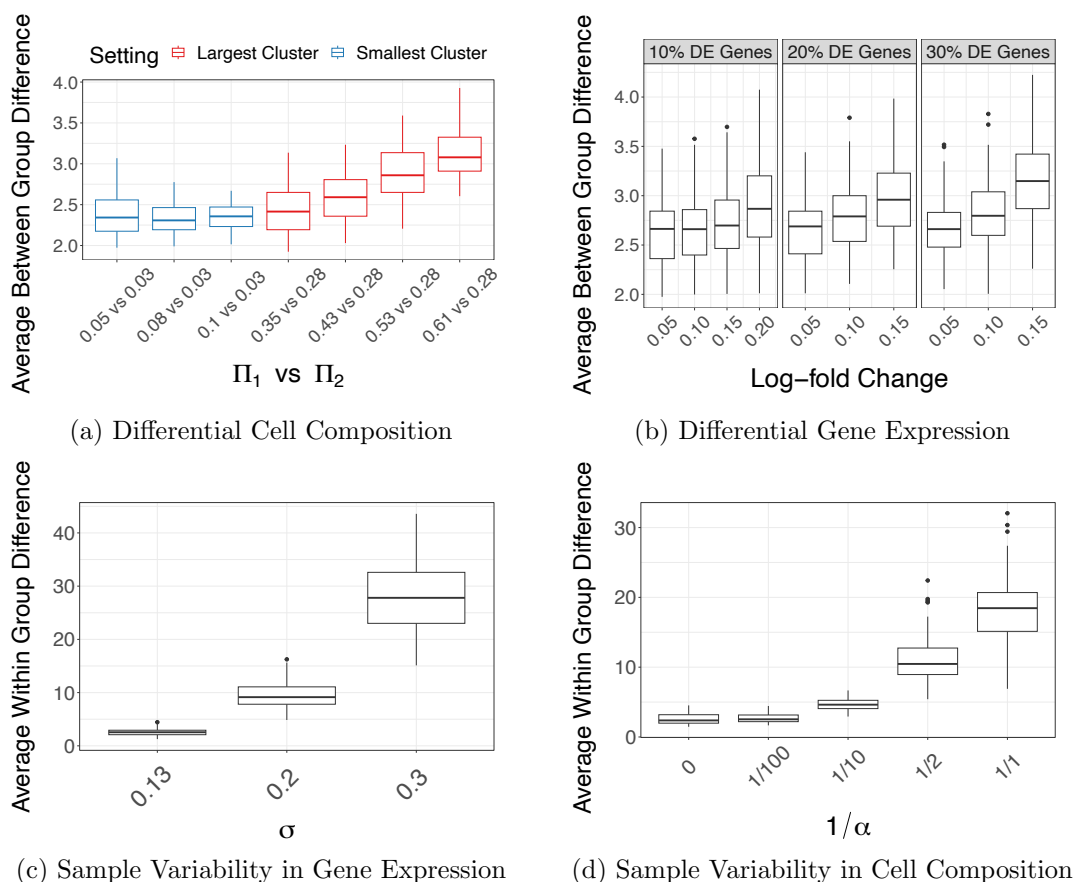 Average Between Group Difference
Setting Largest Cluster Smallest Cluster
4.0
3.5
3.0
2.5
2.0
0.05 vs 0.03
0.08 vs 0.03
0.1 vs 0.03
0.35 vs 0.28
0.43 vs 0.28
0.53 vs 0.28
0.61 vs 0.28
Π1 vs Π2
(a) Differential Cell Composition
Average Between Group Difference
10% DE Genes 20% DE Genes 30% DE Genes
4.0
3.5
3.0
2.5
2.0
0.05 0.10 0.15 0.20 0.05 0.10 0.15 0.05 0.10 0.15
Log−fold Change
(b) Differential Gene Expression
Average Within Group Difference
40
30
20
10
0
0.13 0.2 0.3
σ
(c) Sample Variability in Gene Expression
Average Within Group Difference
30
20
10
0
0 1/100 1/10 1/2 1/1
1/α
(d) Sample Variability in Cell Composition